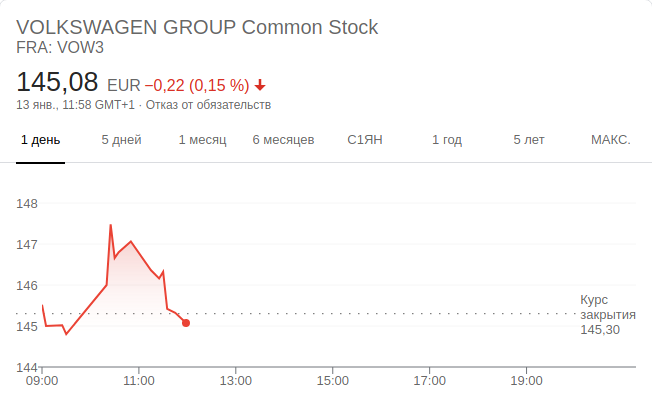 VOLKSWAGEN GROUP Common Stock
FRA: VOW3
145,08 EUR −0,22 (0,15 %)
13 янв., 11:58 GMT+1 · Отказ от обязательств
1 день 5 дней 1 месяц 6 месяцев С1ЯН 1 год 5 лет МАКС.
148
147
146
Курс
закрытия
145,30
145
144
09:00 11:00 13:00 15:00 17:00 19:00